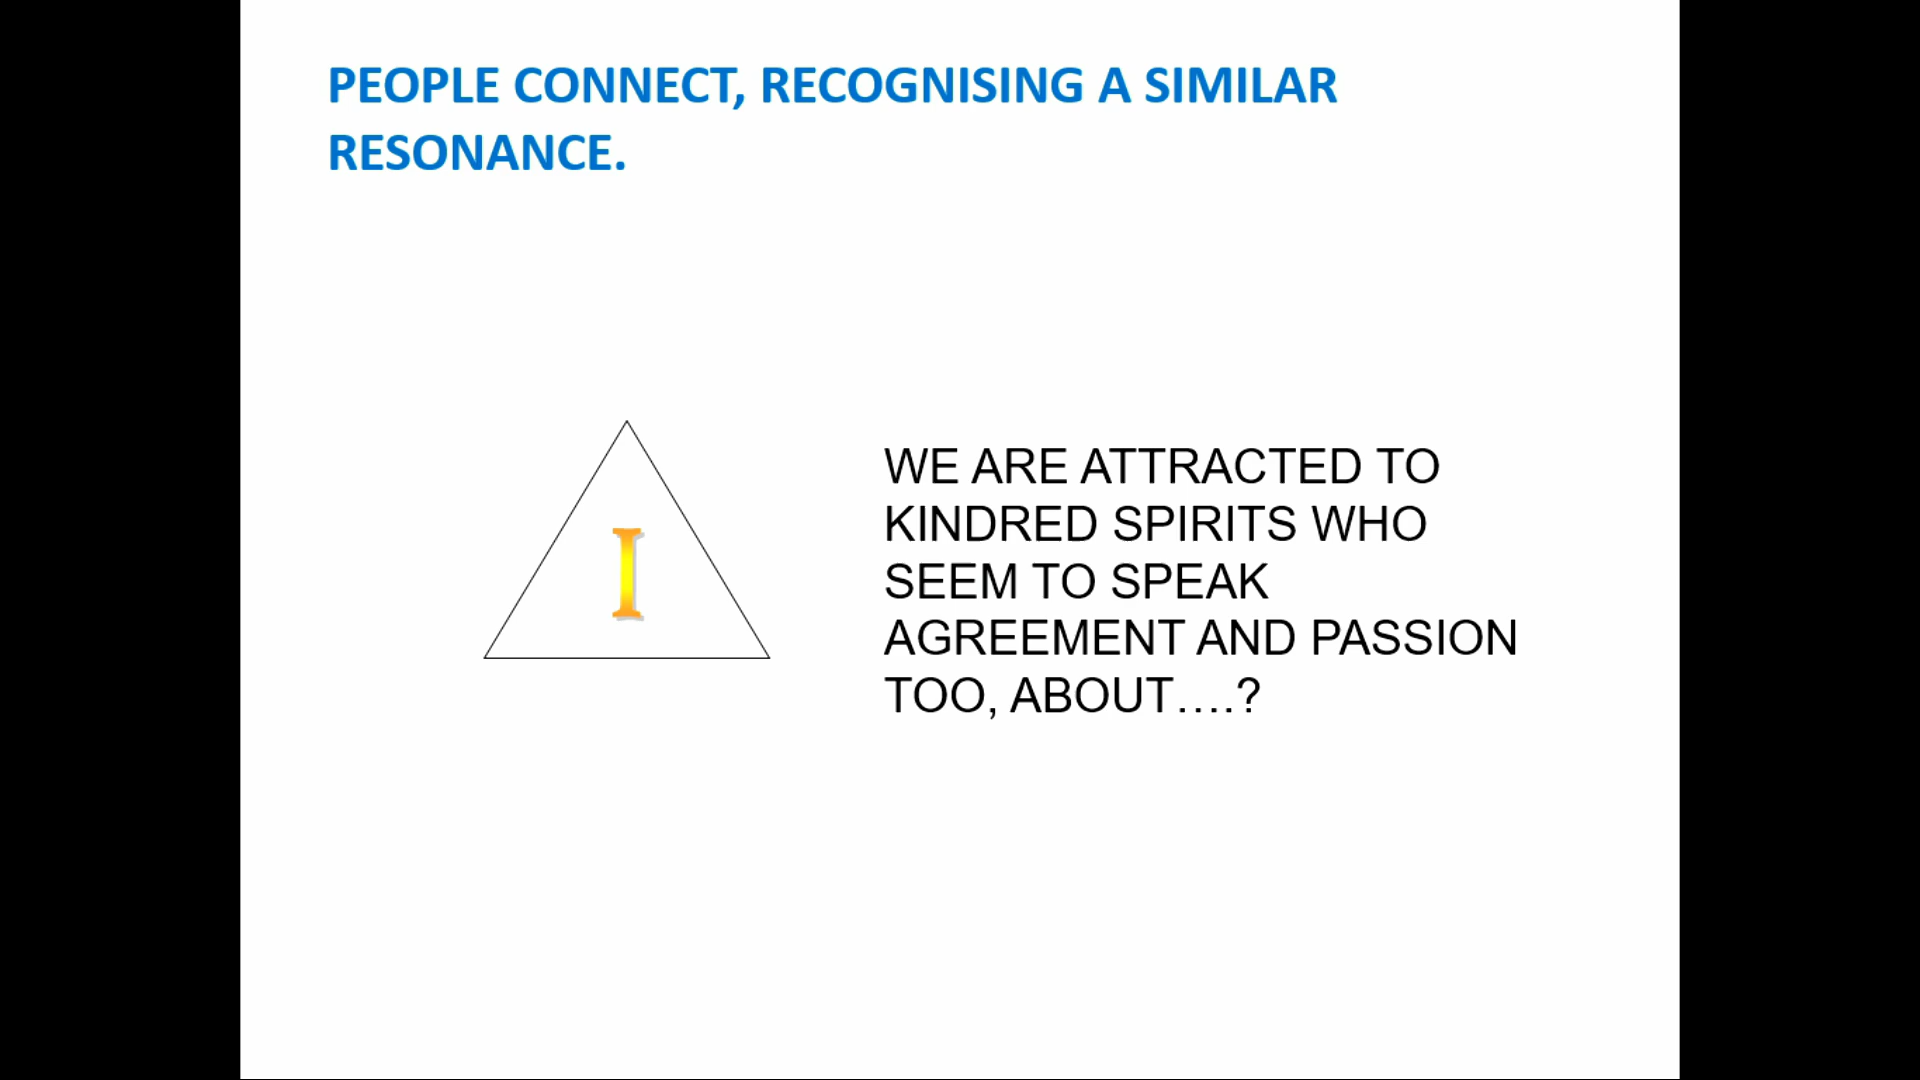 PEOPLE CONNECT, RECOGNISING A SIMILAR
RESONANCE.
I
WE ARE ATTRACTED TO
KINDRED SPIRITS WHO
SEEM TO SPEAK
AGREEMENT AND PASSION
TOO, ABOUT….?